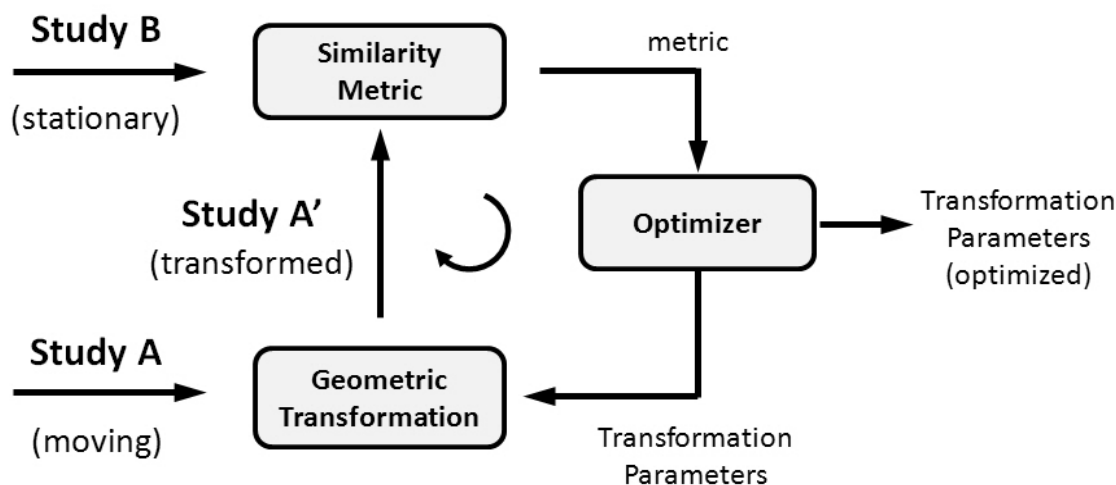 Study B
(stationary)
Similarity
Metric
metric
Study A’
(transformed)
Optimizer
Transformation
Parameters
(optimized)
Study A
(moving)
Geometric
Transformation
Transformation
Parameters